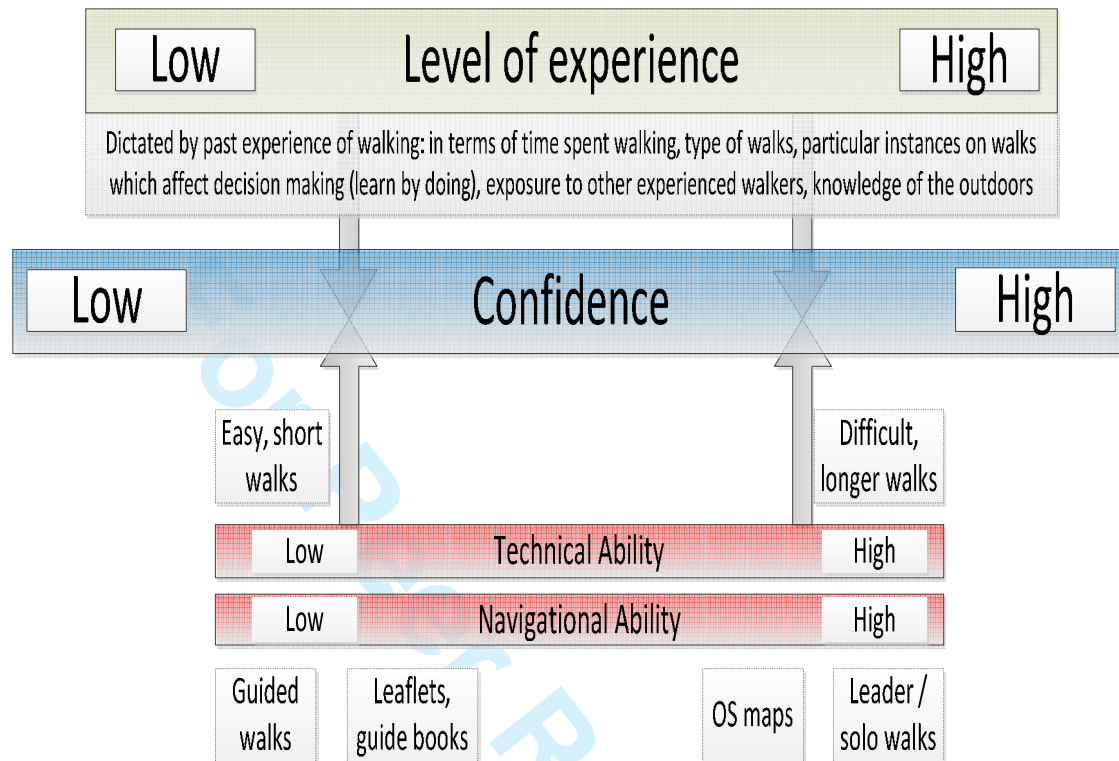 Low Level of experience High
Dictated by past experience of walking: in terms of time spent walking, type of walks, particular instances on walks
which affect decision making (learn by doing), exposure to other experienced walkers, knowledge of the outdoors
Low Confidence High
Easy, short
walks
Difficult,
longer walks
Low Technical Ability High
Low Navigational Ability High
Guided
walks
Leaflets,
guide books
OS maps
Leader /
solo walks
For Peer R